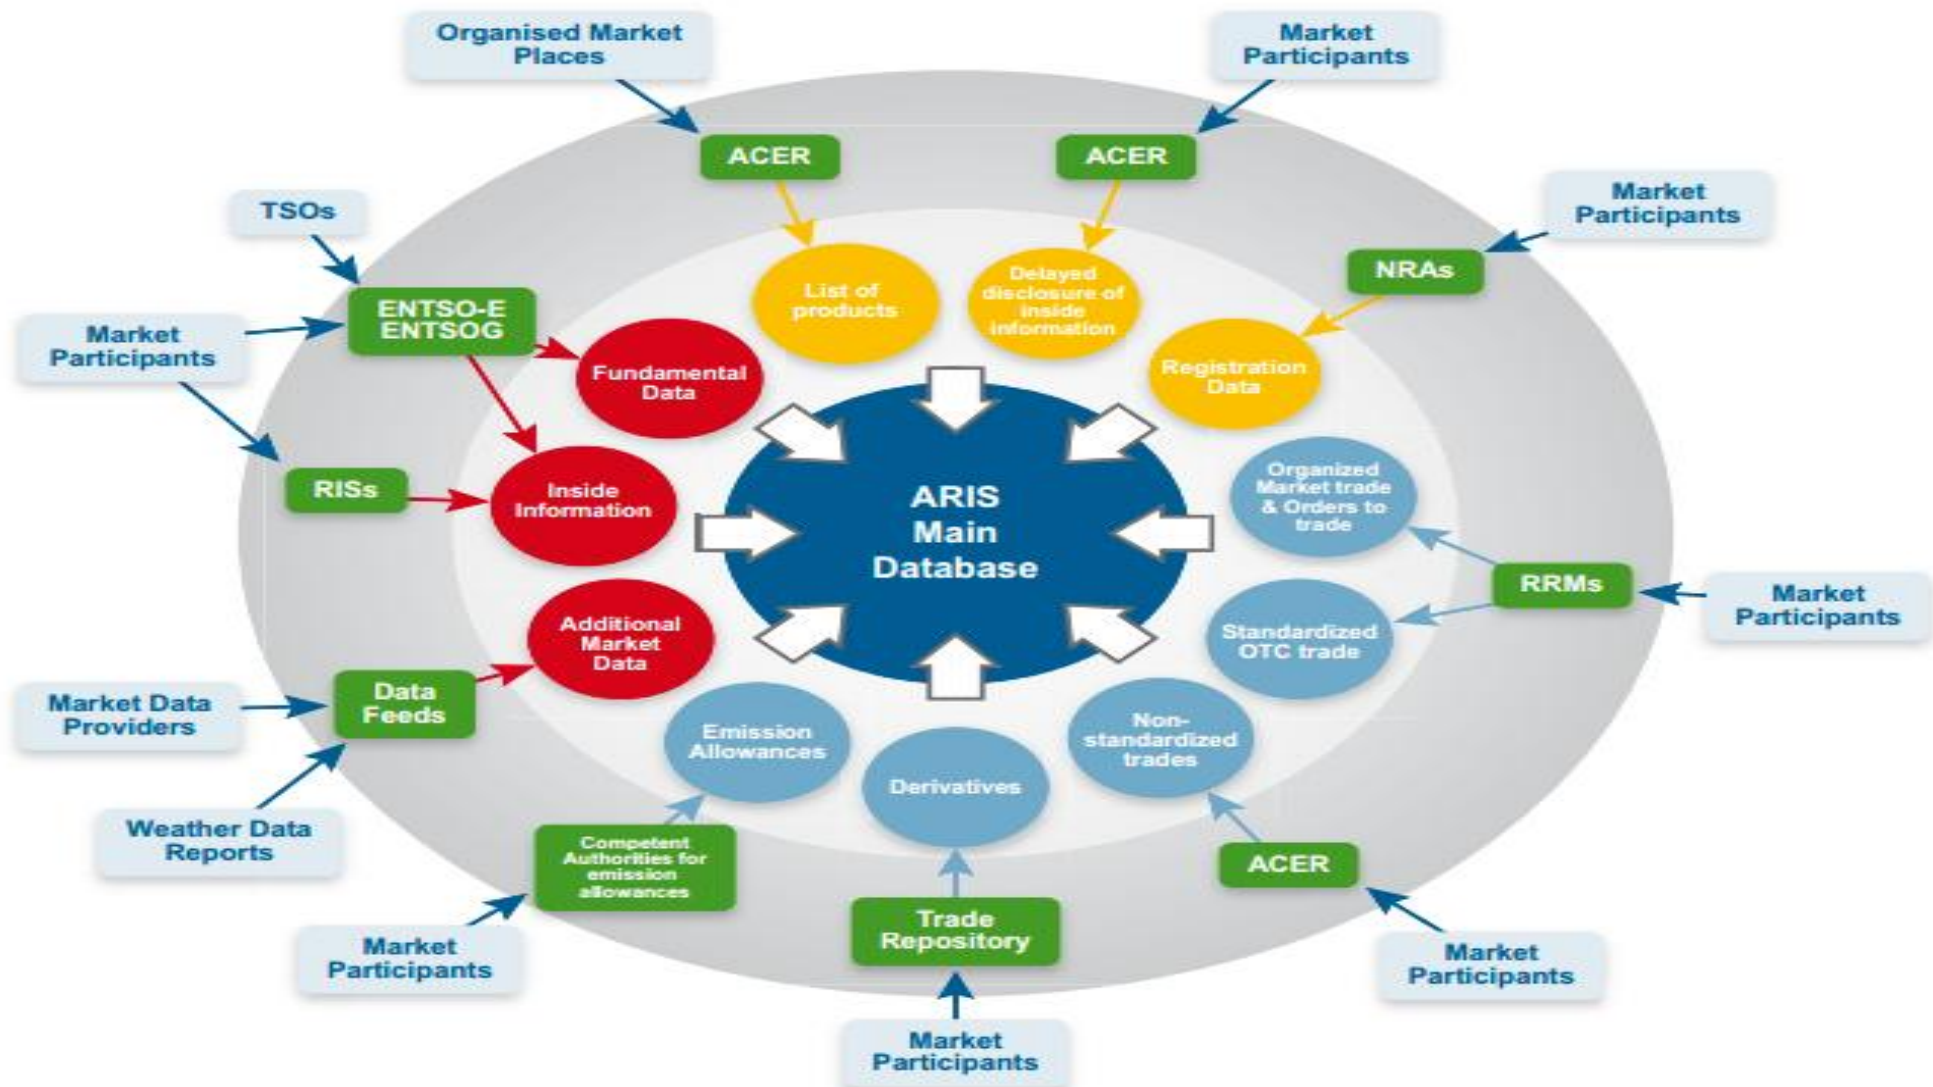 Organised Market
Places
Market
Participants
ACER
ACER
TSOs
Market
Participants
NRAs
ENTSO-E
ENTSOG
List of
products
Delayed
disclosure of
inside
information
Market
Participants
Fundamental
Data
Registration
Data
RISs
Inside
Information
ARIS
Main
Database
Organized
Market trade
& Orders to
trade
RRMs
Market
Participants
Additional
Market
Data
Standardized
OTC trade
Market Data
Providers
Data
Feeds
Emission
Allowances
Derivatives
Non-
standardized
trades
Weather Data
Reports
Competent
Authorities for
emission
allowances
ACER
Trade
Repository
Market
Participants
Market
Participants
Market
Participants